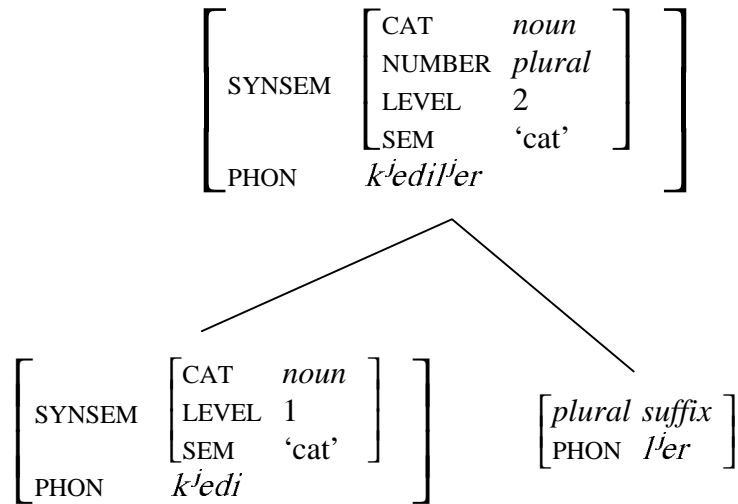 CAT noun
NUMBER plural
SYNSEM
LEVEL 2
SEM ‘cat’
PHON kʲedilʲer
CAT noun
SYNSEM LEVEL 1
SEM ‘cat’
PHON kʲedi
plural suffix
PHON lʲer